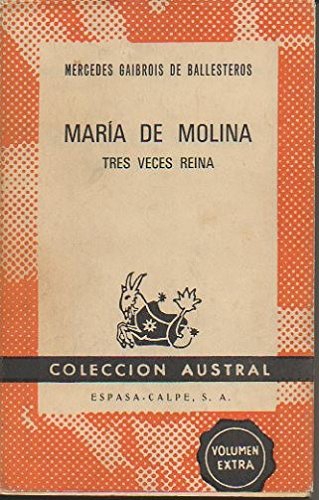 MERCEDES GAIBROIS DE BALLESTEROS
MARÍA DE MOLINA
TRES VECES REINA
COLECCION AUSTRAL
ESPASA-CALPE, S. A.
VOLUMEN
EXTRA